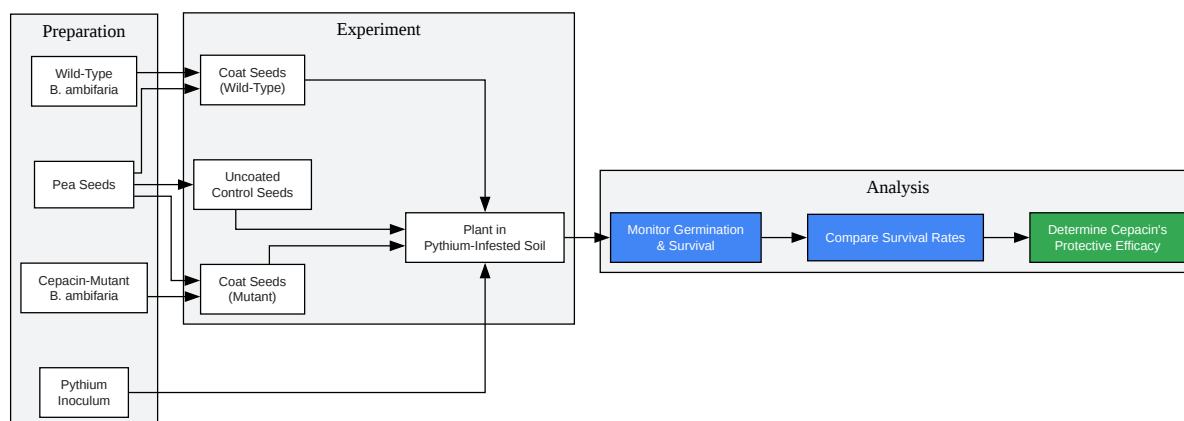 Preparation
Wild-Type
B. ambifaria
Pea Seeds
Cepacin-Mutant
B. ambifaria
Pythium
Inoculum
Experiment
Coat Seeds
(Wild-Type)
Uncoated
Control Seeds
Coat Seeds
(Mutant)
Plant in
Pythium-Infested Soil
Analysis
Monitor Germination
& Survival
Compare Survival Rates
Determine Cepacin's
Protective Efficacy